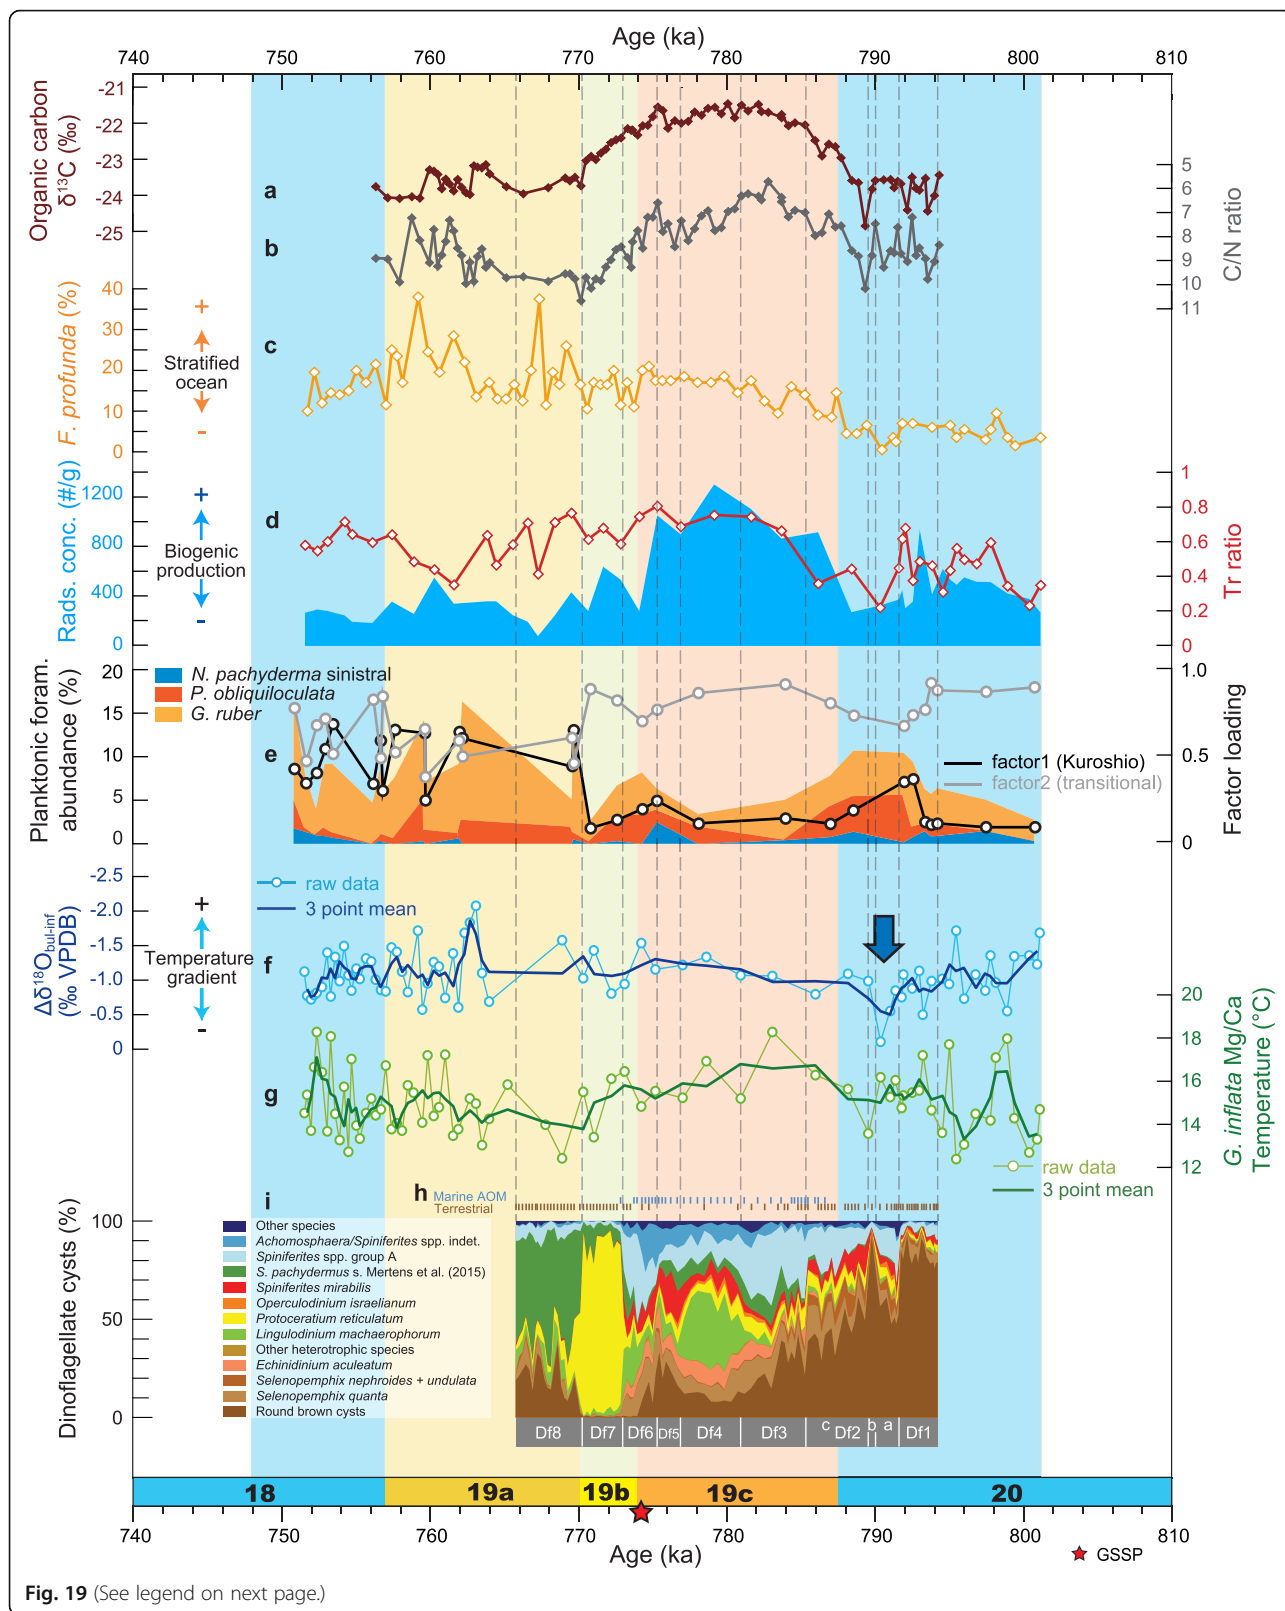 Age (ka)
740 750 760 770 780 790 800 810
Organic carbon
δ¹³C (‰)
-21
-22
-23
-24
-25
a
b
5
6
7
8
9
10
11
C/N ratio
F. profunda (%)
40
30
20
10
0
+
Stratified
ocean
-
c
Rads. conc. (#/g)
1200
800
400
0
+
Biogenic
production
-
d
1
0.8
0.6
0.4
0.2
0
Tr ratio
Planktonic foram.
abundance (%)
20
15
10
5
0
N. pachyderma sinistral
P. obliquiloculata
G. ruber
e
factor1 (Kuroshio)
factor2 (transitional)
1.0
0.5
0
Factor loading
Δδ¹⁸O bul-inf
(‰ VPDB)
-2.5
-2.0
-1.5
-1.0
-0.5
0
+
Temperature
gradient
-
raw data
3 point mean
f
g
20
18
16
14
12
G. inflata Mg/Ca
Temperature (°C)
raw data
3 point mean
h Marine AOM
Terrestrial
i
Dinoflagellate cysts (%)
100
50
0
Other species
Achomosphaera/Spiniferites spp. indet.
Spiniferites spp. group A
S. pachydermus s. Mertens et al. (2015)
Spiniferites mirabilis
Operculodinium israelianum
Protoceratium reticulatum
Lingulodinium machaerophorum
Other heterotrophic species
Echinidinium aculeatum
Selenopemphix nephroides + undulata
Selenopemphix quanta
Round brown cysts
Df8 Df7 Df6 Df5 Df4 Df3 c Df2 b a Df1
18 19a 19b 19c 20
740 750 760 770 780 790 800 810
Age (ka)
GSSP
Fig. 19 (See legend on next page.)